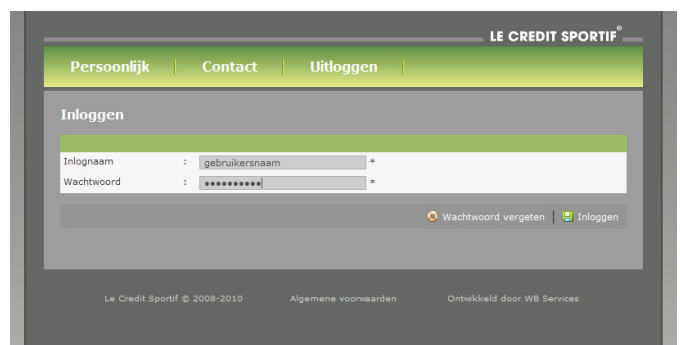 LE CREDIT SPORTIF®
Persoonlijk Contact Uitloggen
Inloggen
Inlognaam : gebruikersnaam *
Wachtwoord : •••••••••• *
Wachtwoord vergeten Inloggen
Le Credit Sportif © 2008-2010 Algemene voorwaarden Ontwikkeld door WB Services